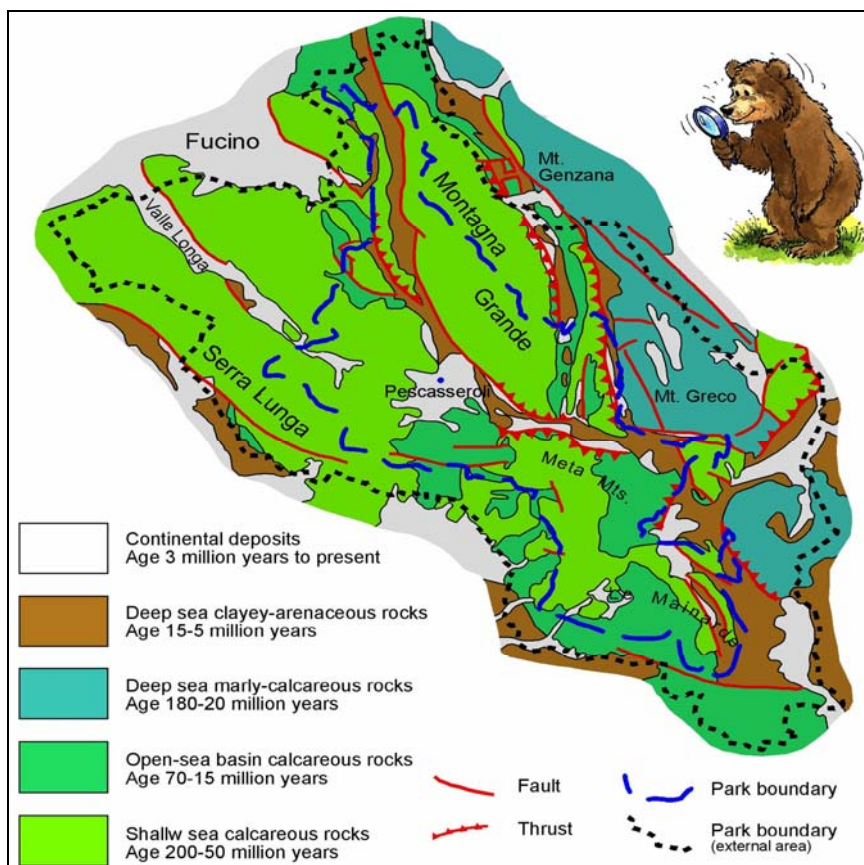 Fucino
Mt.
Genzana
Montagna
Grande
Valle Longa
Serra Lunga
Pescasseroli
Mt. Greco
Meta Mts.
Le Mainarde
Continental deposits
Age 3 million years to present
Deep sea clayey-arenaceous rocks
Age 15-5 million years
Deep sea marly-calcareous rocks
Age 180-20 million years
Open-sea basin calcareous rocks
Age 70-15 million years
Shallw sea calcareous rocks
Age 200-50 million years
Fault
Thrust
Park boundary
Park boundary
(external area)